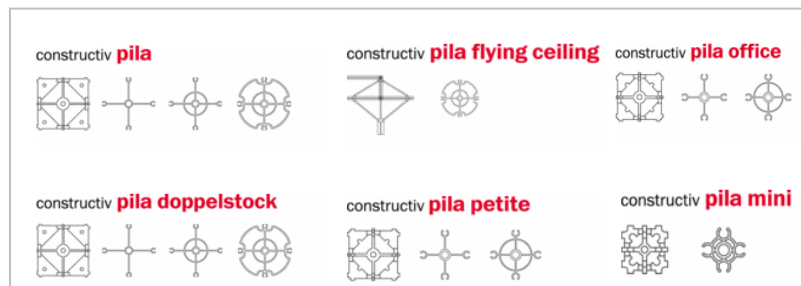 constructiv pila
constructiv pila flying ceiling
constructiv pila office
constructiv pila doppelstock
constructiv pila petite
constructiv pila mini